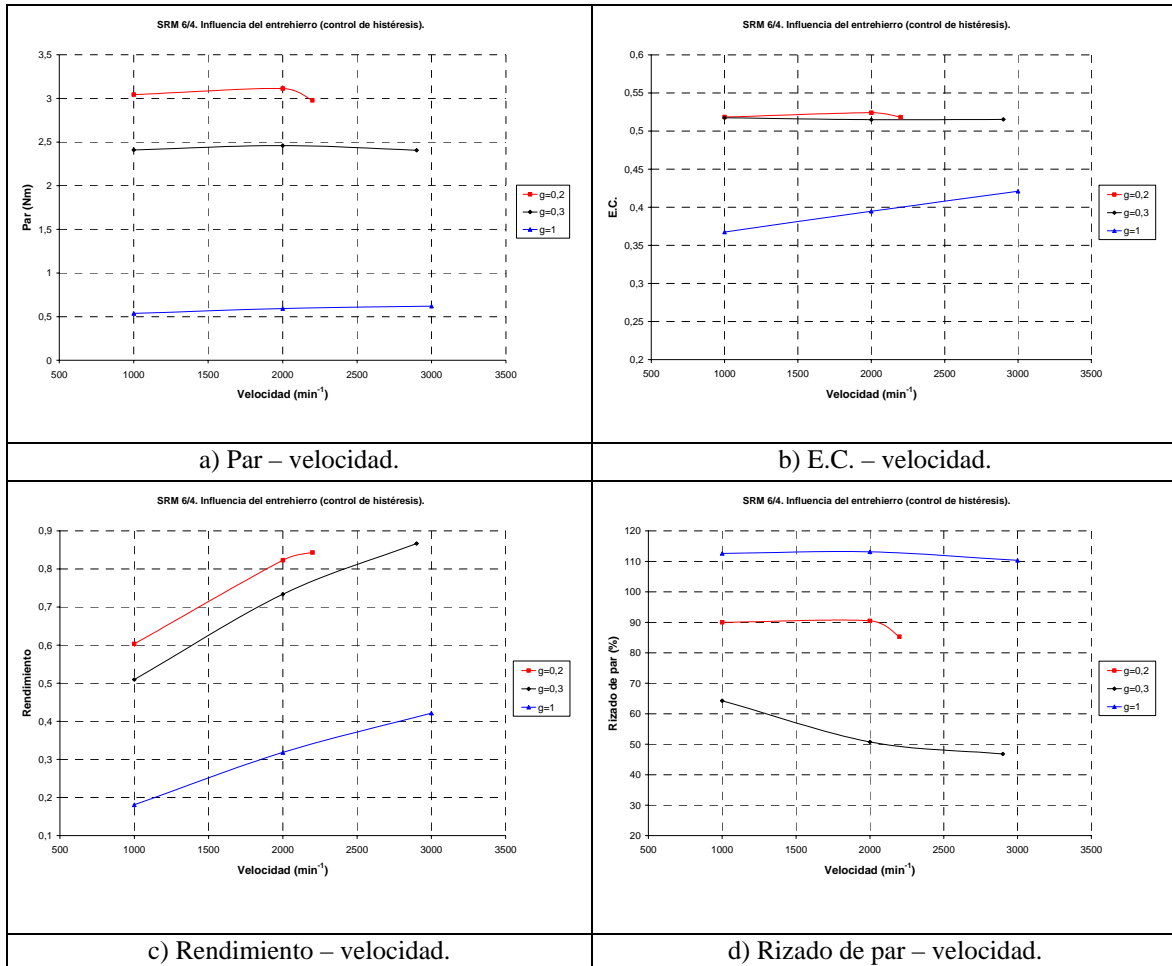 SRM 6/4. Influencia del entrehierro (control de histéresis).
3,5
3
2,5
2
1,5
1
0,5
0
500 1000 1500 2000 2500 3000 3500
Par (Nm)
Velocidad (min-1)
g=0,2
g=0,3
g=1
a) Par – velocidad.
SRM 6/4. Influencia del entrehierro (control de histéresis).
0,6
0,55
0,5
0,45
0,4
0,35
0,3
0,25
0,2
500 1000 1500 2000 2500 3000 3500
E.C.
Velocidad (min-1)
g=0,2
g=0,3
g=1
b) E.C. – velocidad.
SRM 6/4. Influencia del entrehierro (control de histéresis).
0,9
0,8
0,7
0,6
0,5
0,4
0,3
0,2
0,1
500 1000 1500 2000 2500 3000 3500
Rendimiento
Velocidad (min-1)
g=0,2
g=0,3
g=1
c) Rendimiento – velocidad.
SRM 6/4. Influencia del entrehierro (control de histéresis).
120
110
100
90
80
70
60
50
40
30
20
500 1000 1500 2000 2500 3000 3500
Rizado de par (%)
Velocidad (min-1)
g=0,2
g=0,3
g=1
d) Rizado de par – velocidad.